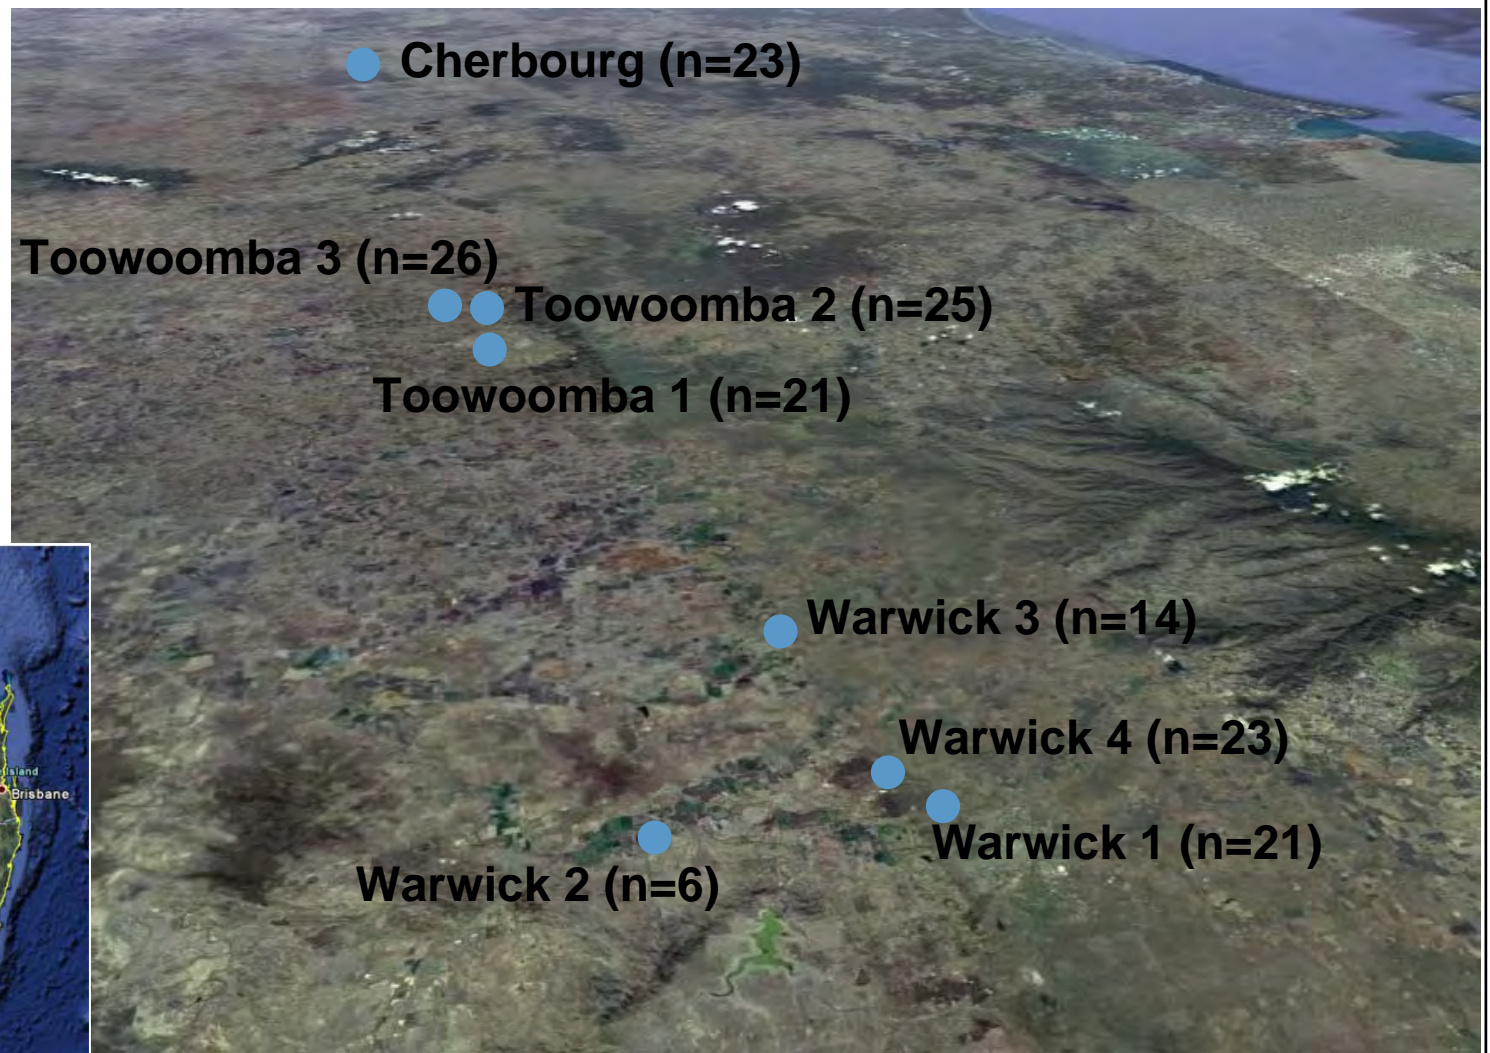 Cherbourg (n=23)
Toowoomba 3 (n=26)
Toowoomba 2 (n=25)
Toowoomba 1 (n=21)
Warwick 3 (n=14)
Warwick 4 (n=23)
Warwick 1 (n=21)
Warwick 2 (n=6)
Island
Brisbane